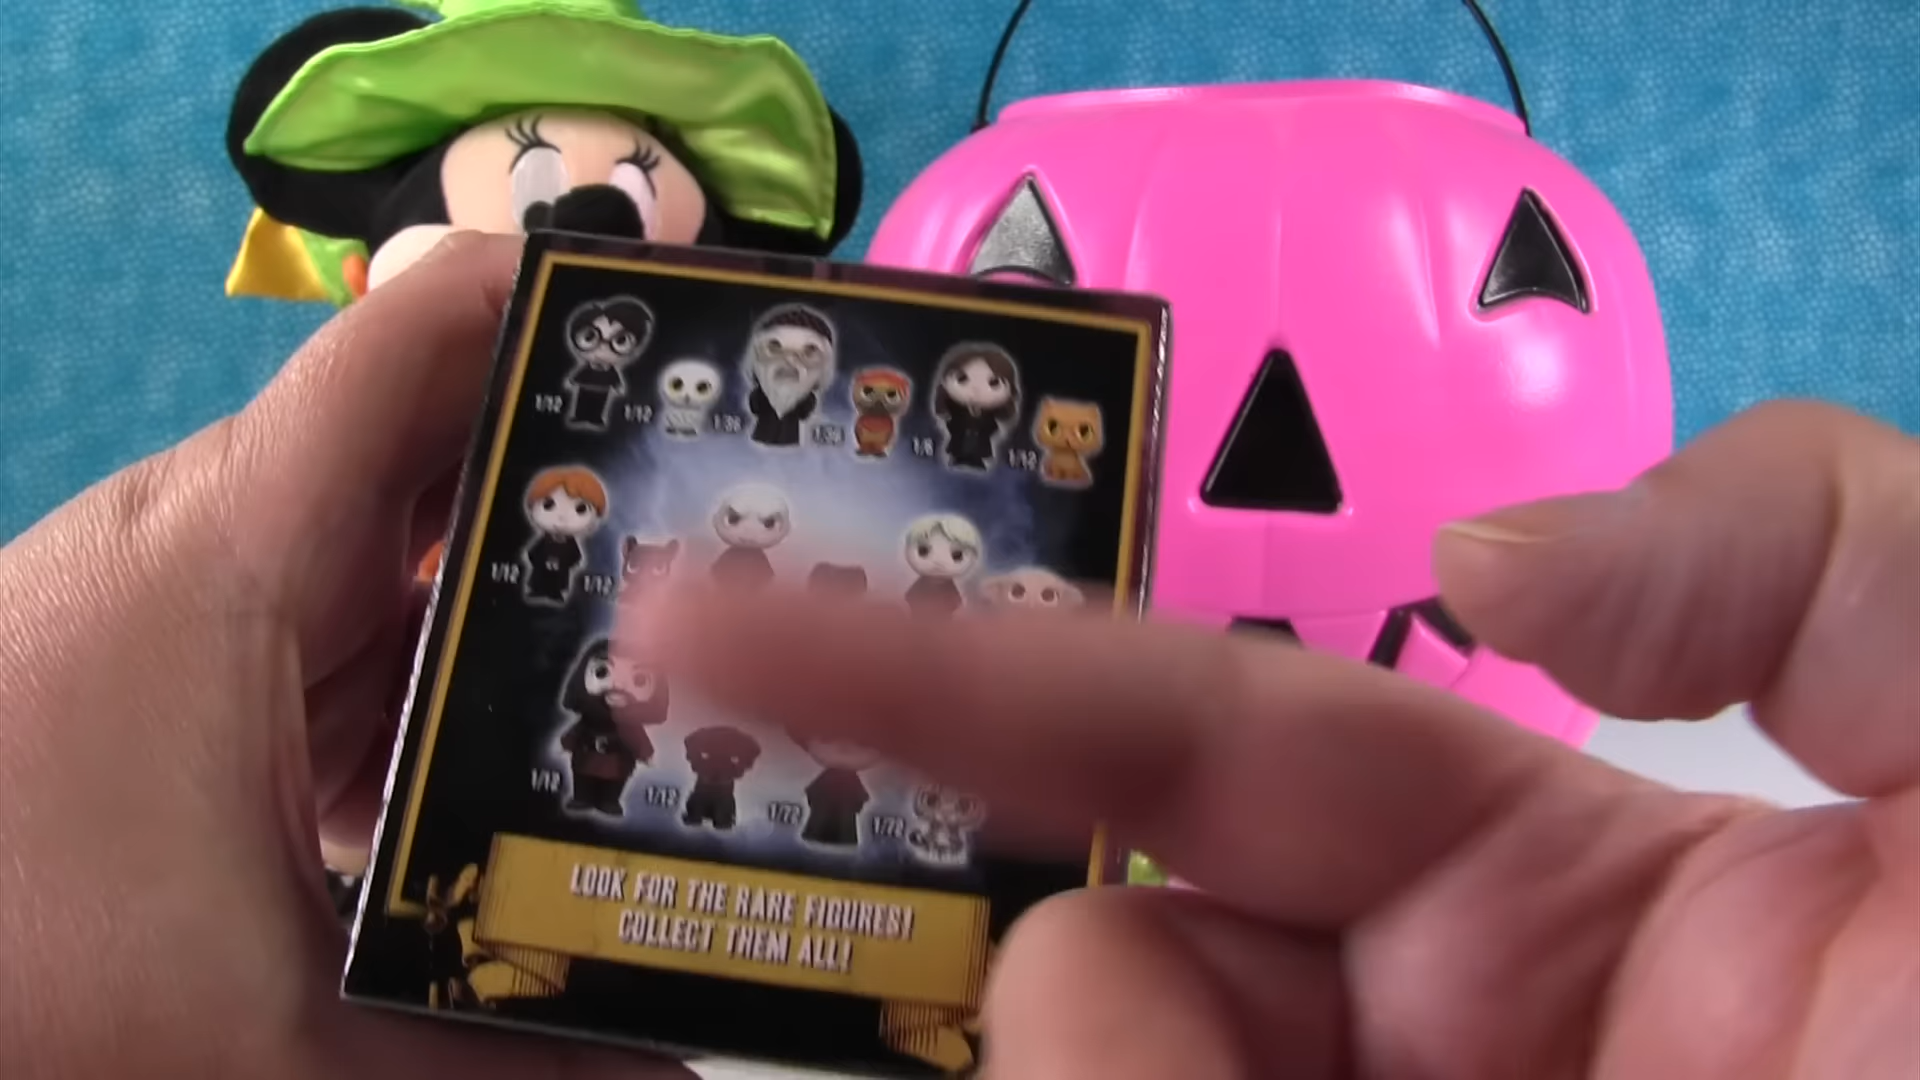 1/12 1/12 1/36 1/36 1/6 1/12
1/12 1/12
1/12 1/12 1/72 1/72
LOOK FOR THE RARE FIGURES!
COLLECT THEM ALL!